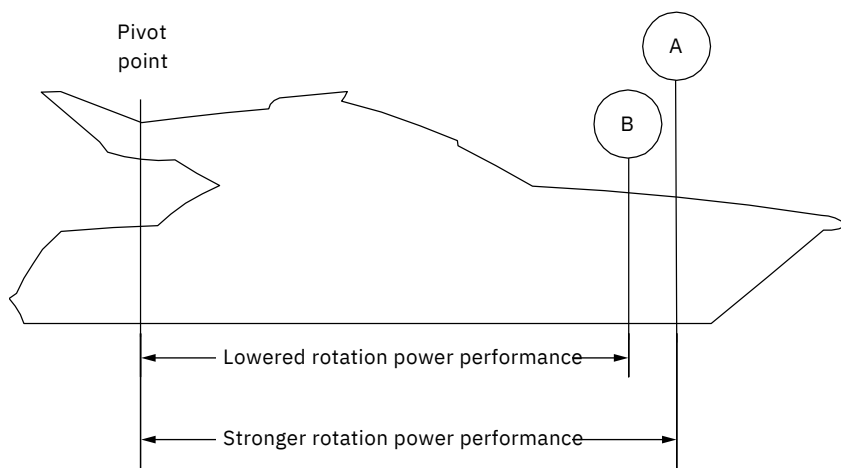 Pivot
point
A
B
Lowered rotation power performance
Stronger rotation power performance